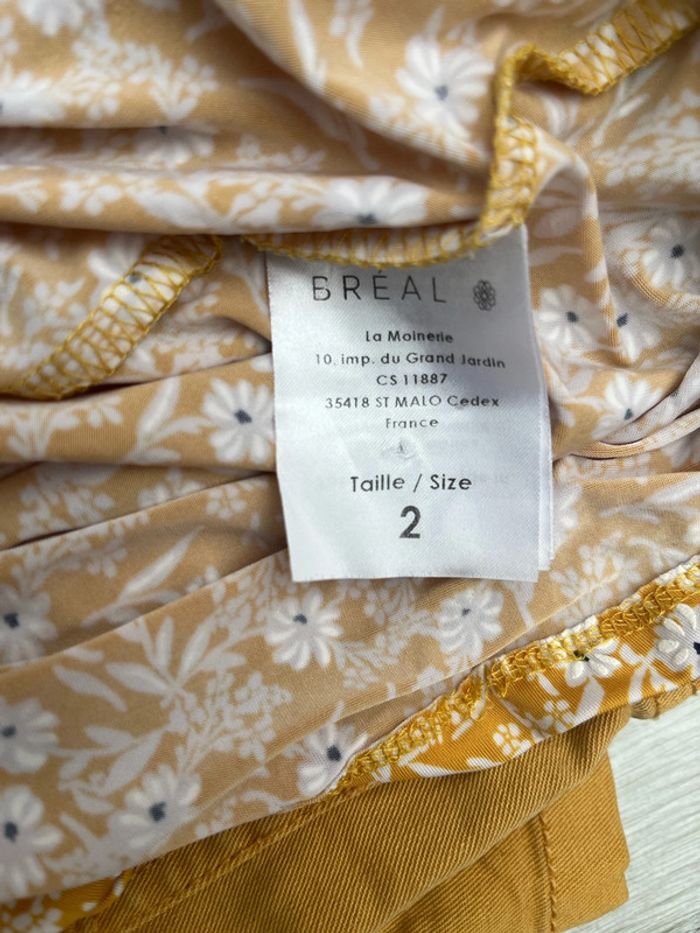 BRÉAL
La Moinerie
10, imp. du Grand Jardin
CS 11887
35418 ST MALO Cedex
France
Taille / Size
2